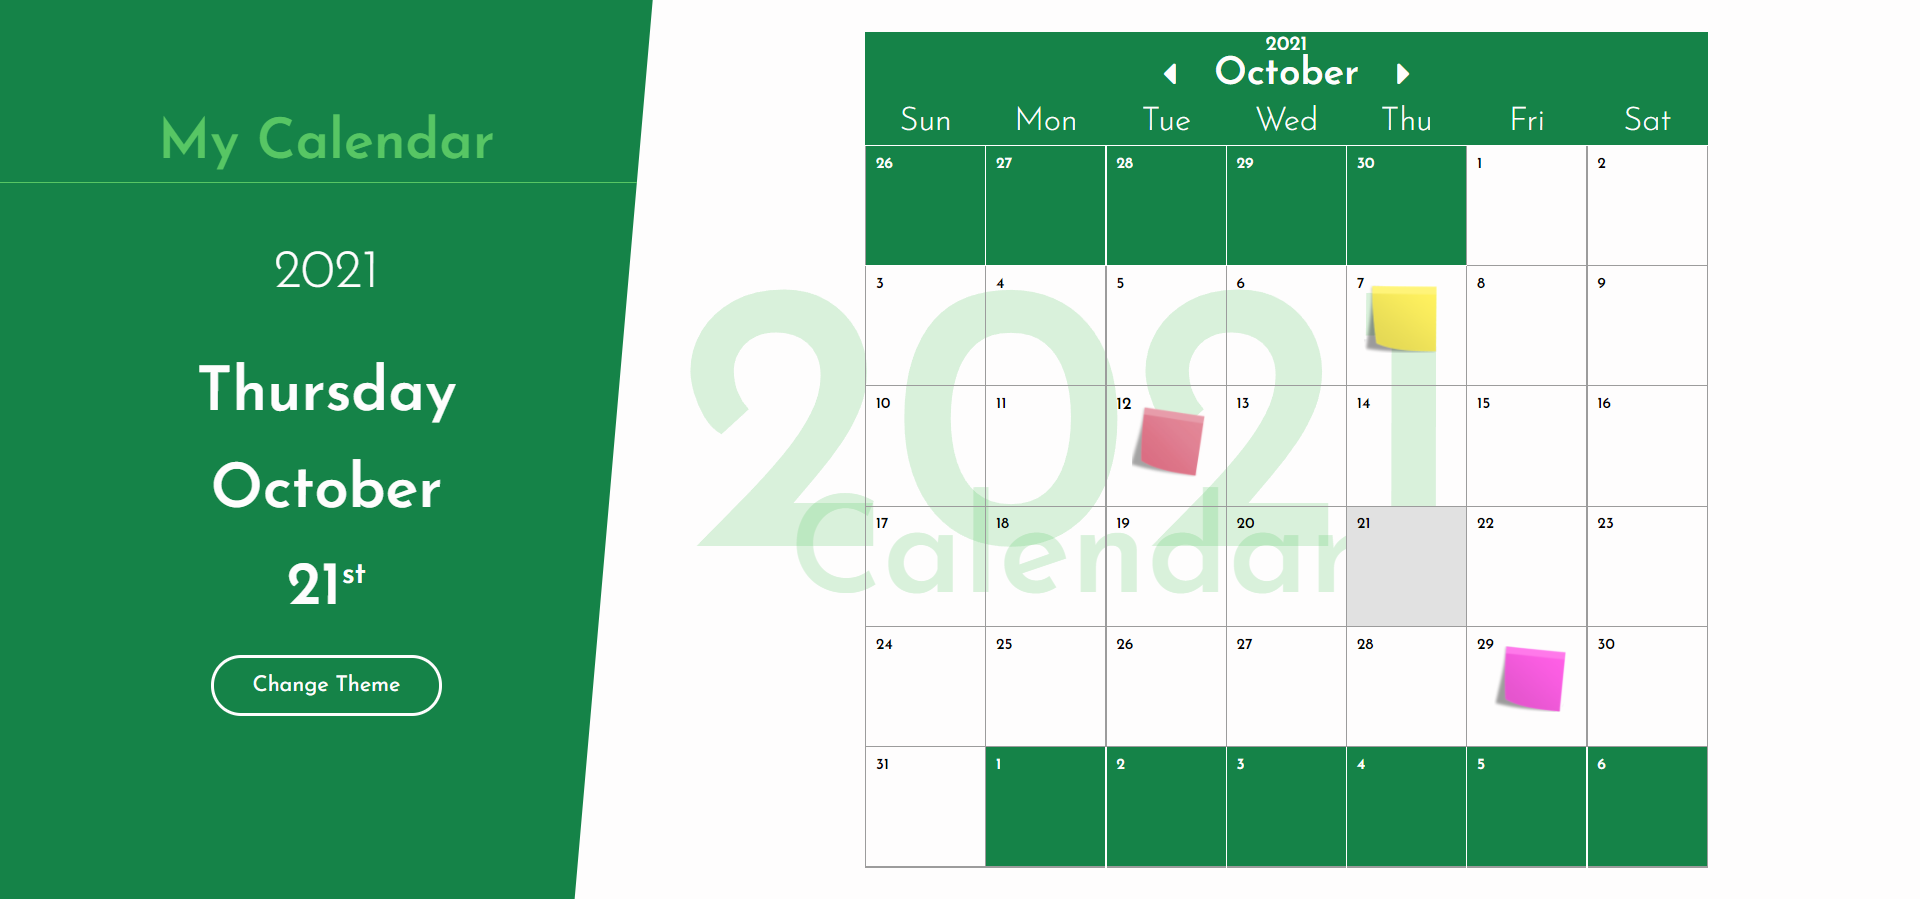 My Calendar
2021
Thursday
October
21st
Change Theme
2021
October
Sun Mon Tue Wed Thu Fri Sat
26 27 28 29 30 1 2
3 4 5 6 7 8 9
10 11 12 13 14 15 16
17 18 19 20 21 22 23
24 25 26 27 28 29 30
31 1 2 3 4 5 6
2021
Calendar